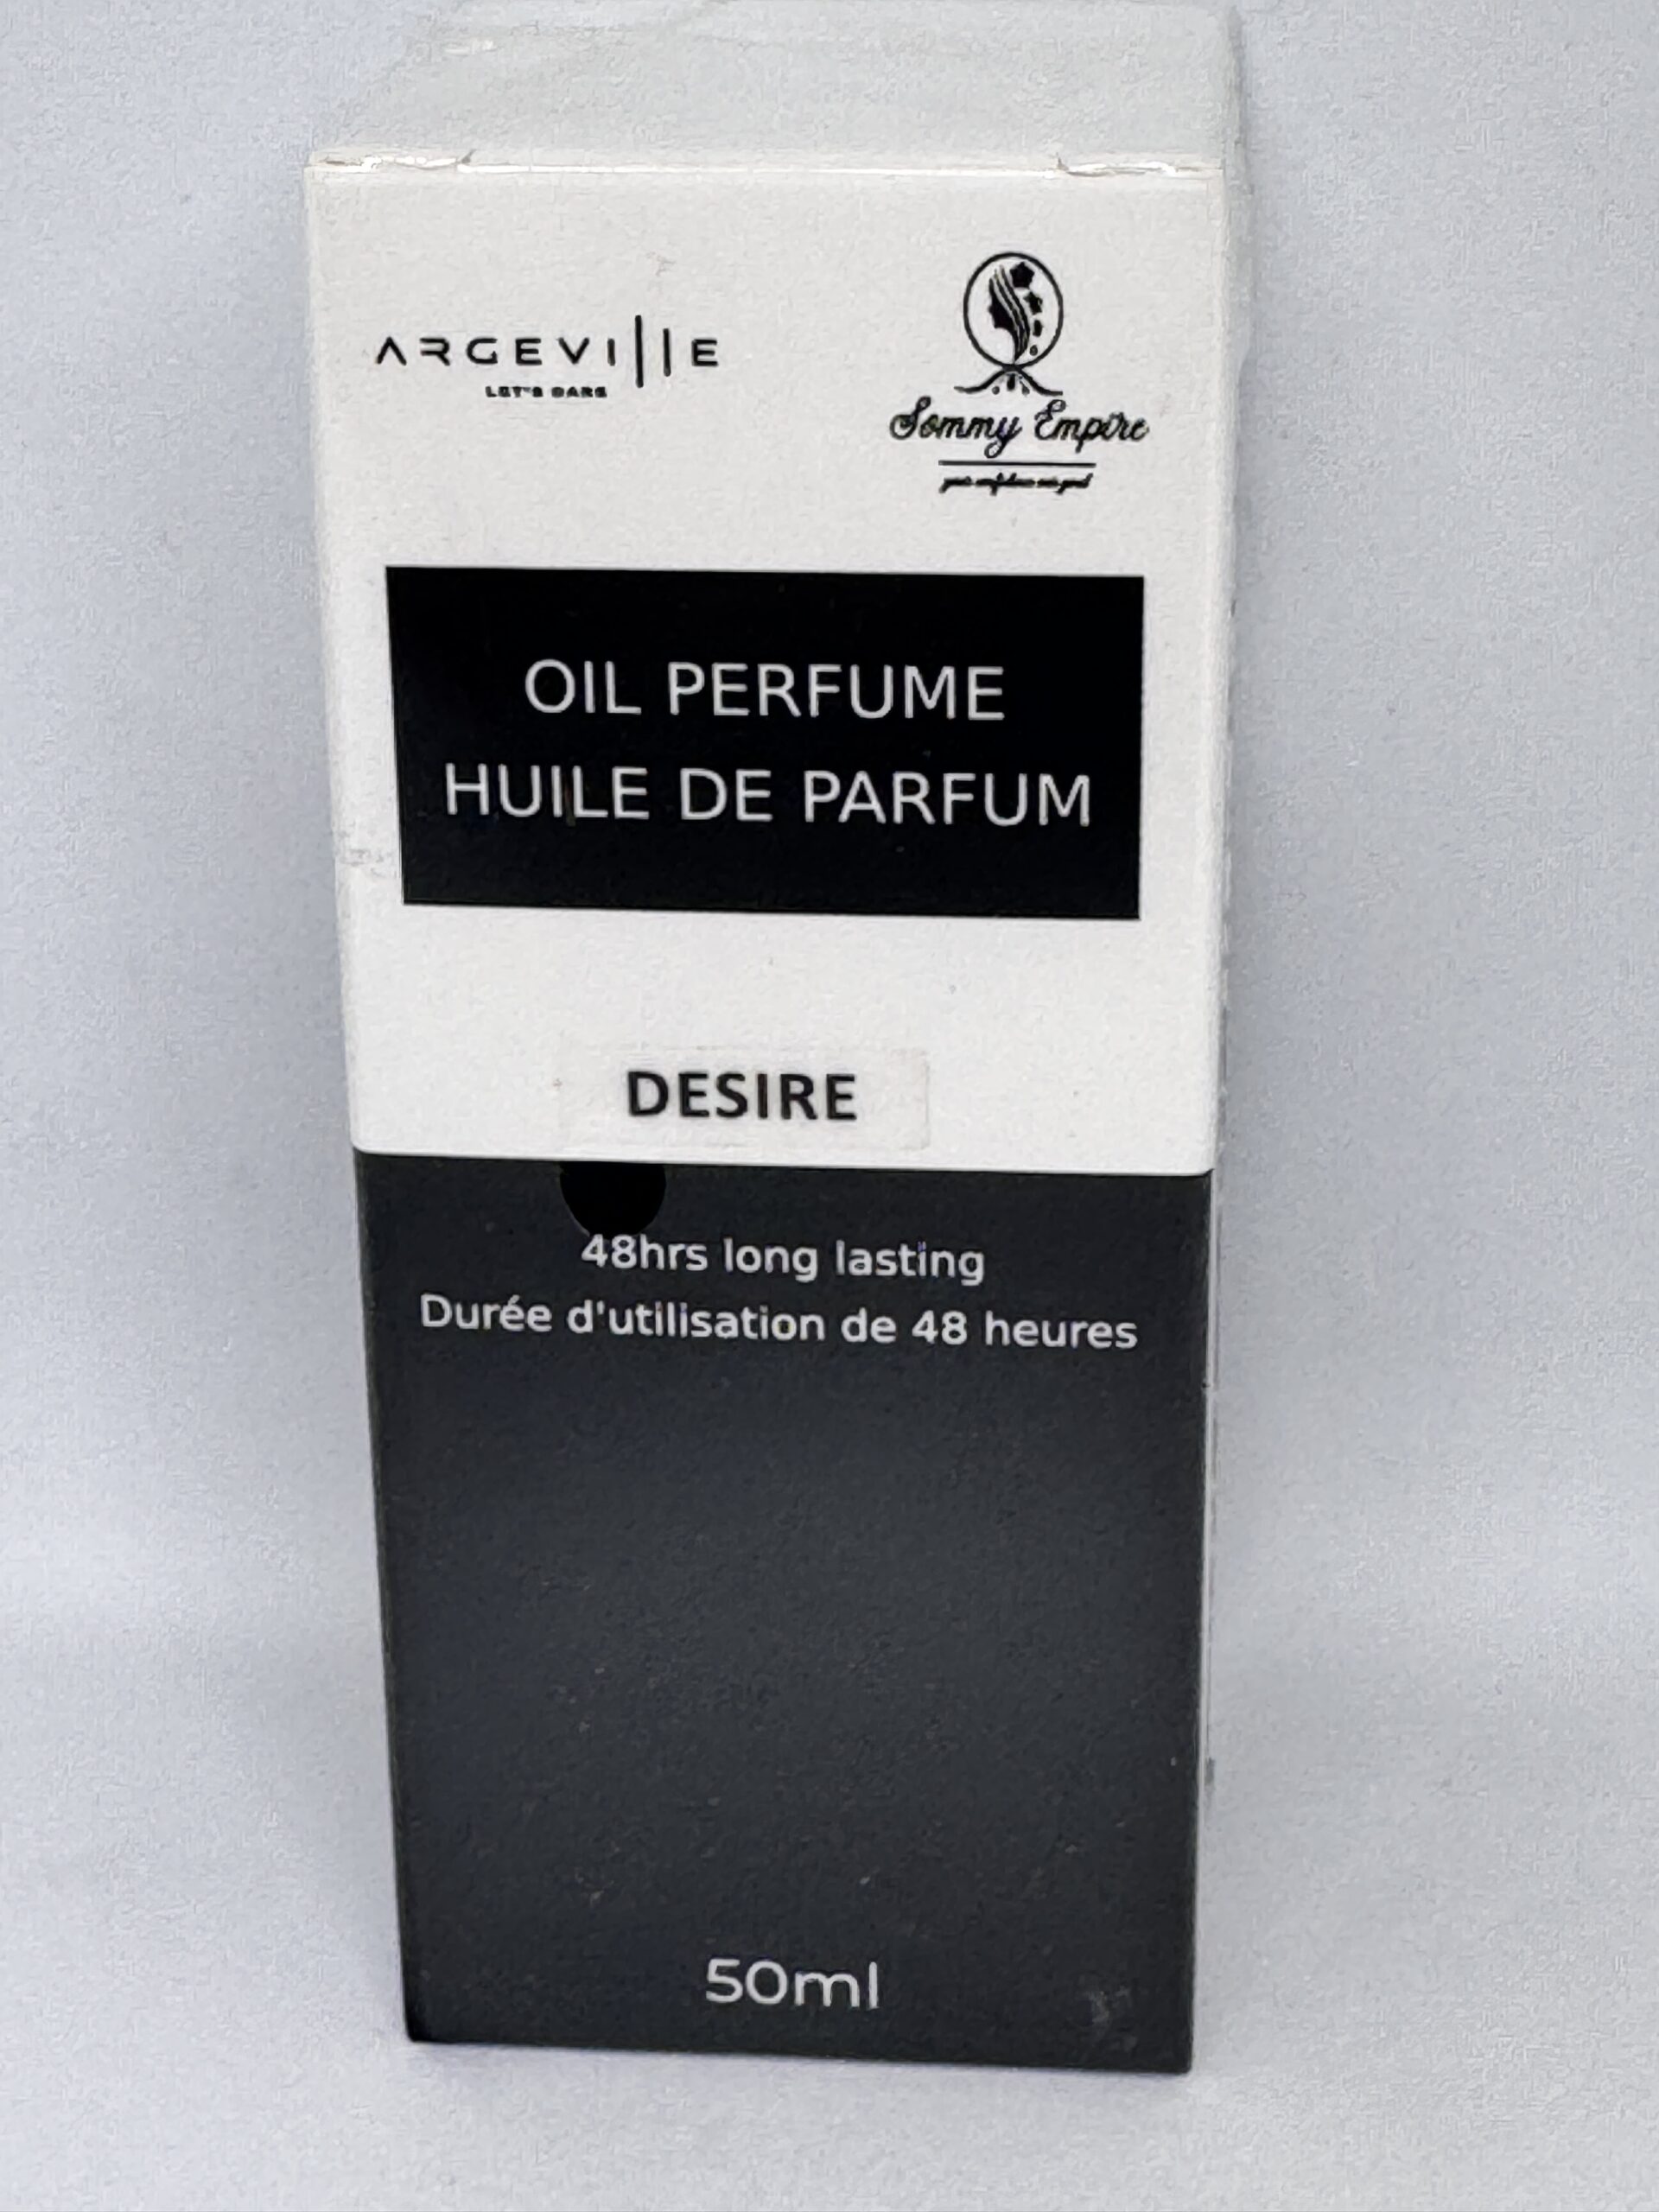 ARGEVILLE
LET'S DARE
Sommy Empire
OIL PERFUME
HUILE DE PARFUM
DESIRE
48hrs long lasting
Durée d'utilisation de 48 heures
50ml